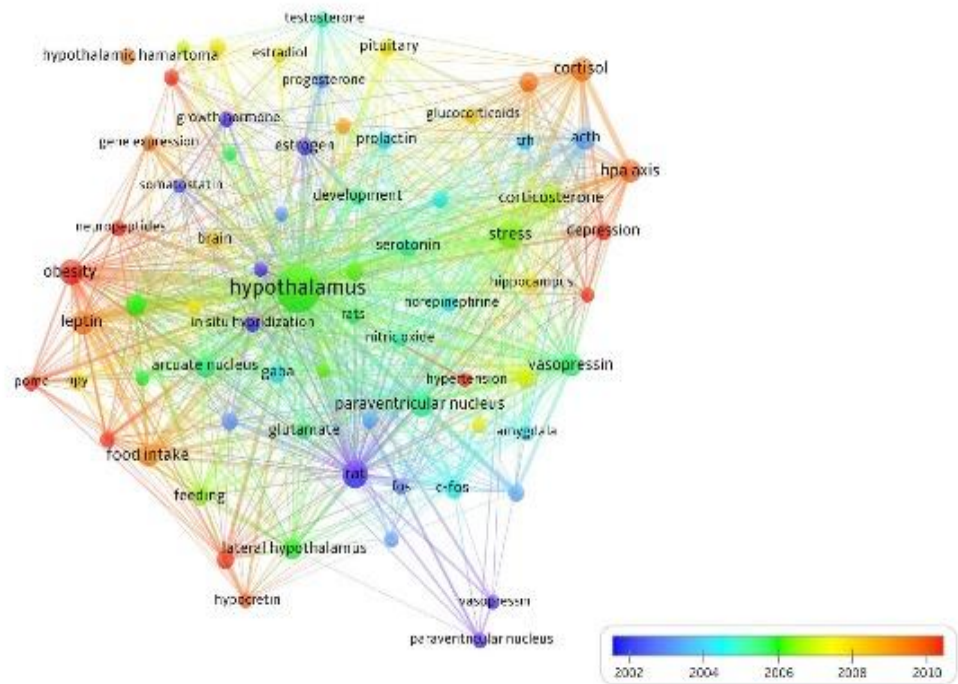 testosterone
hypothalamic hamartoma
estradiol
pituitary
cortisol
progesterone
glucocorticoids
growth hormone
gene expression
estrogen
prolactin
trh
acth
hpa axis
somatostatin
development
corticosterone
neuropeptides
brain
serotonin
stress
depression
obesity
hypothalamus
hippocampus
norepinephrine
leptin
in situ hybridization
rats
nitric oxide
arcuate nucleus
gaba
vasopressin
pomc
npy
hypertension
paraventricular nucleus
glutamate
amygdala
food intake
rat
fos
c-fos
feeding
lateral hypothalamus
hypocretin
vasopressin
paraventricular nucleus
2002 2004 2006 2008 2010